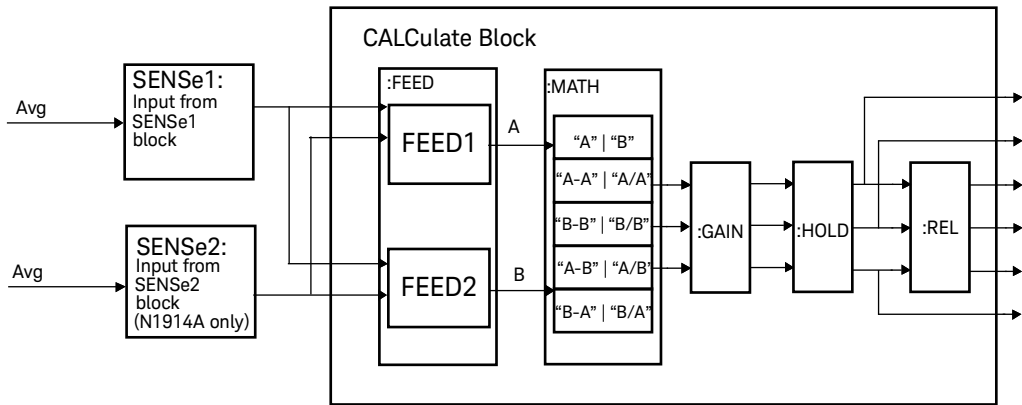 CALCulate Block
Avg
SENSe1:
Input from
SENSe1
block
:FEED
FEED1
A
:MATH
“A” | “B”
“A-A” | “A/A”
“B-B” | “B/B”
“A-B” | “A/B”
“B-A” | “B/A”
:GAIN
:HOLD
:REL
Avg
SENSe2:
Input from
SENSe2
block
(N1914A only)
FEED2
B